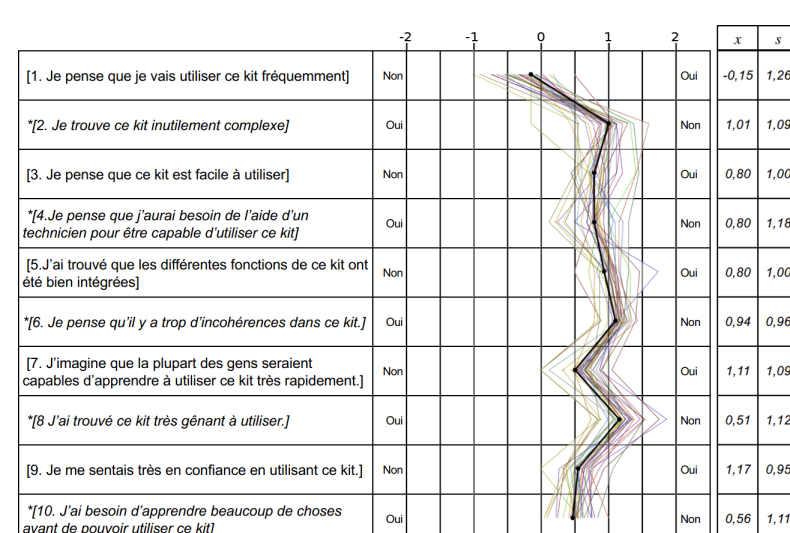 -2 -1 0 1 2 x s
[1. Je pense que je vais utiliser ce kit fréquemment] Non Oui -0,15 1,26
*[2. Je trouve ce kit inutilement complexe] Oui Non 1,01 1,09
[3. Je pense que ce kit est facile à utiliser] Non Oui 0,80 1,00
*[4.Je pense que j'aurai besoin de l'aide d'un
technicien pour être capable d'utiliser ce kit] Oui Non 0,80 1,18
[5.J'ai trouvé que les différentes fonctions de ce kit ont
été bien intégrées] Non Oui 0,80 1,00
*[6. Je pense qu'il y a trop d'incohérences dans ce kit.] Oui Non 0,94 0,96
[7. J'imagine que la plupart des gens seraient
capables d'apprendre à utiliser ce kit très rapidement.] Non Oui 1,11 1,09
*[8 J'ai trouvé ce kit très gênant à utiliser.] Oui Non 0,51 1,12
[9. Je me sentais très en confiance en utilisant ce kit.] Non Oui 1,17 0,95
*[10. J'ai besoin d'apprendre beaucoup de choses
avant de pouvoir utiliser ce kit] Oui Non 0,56 1,11